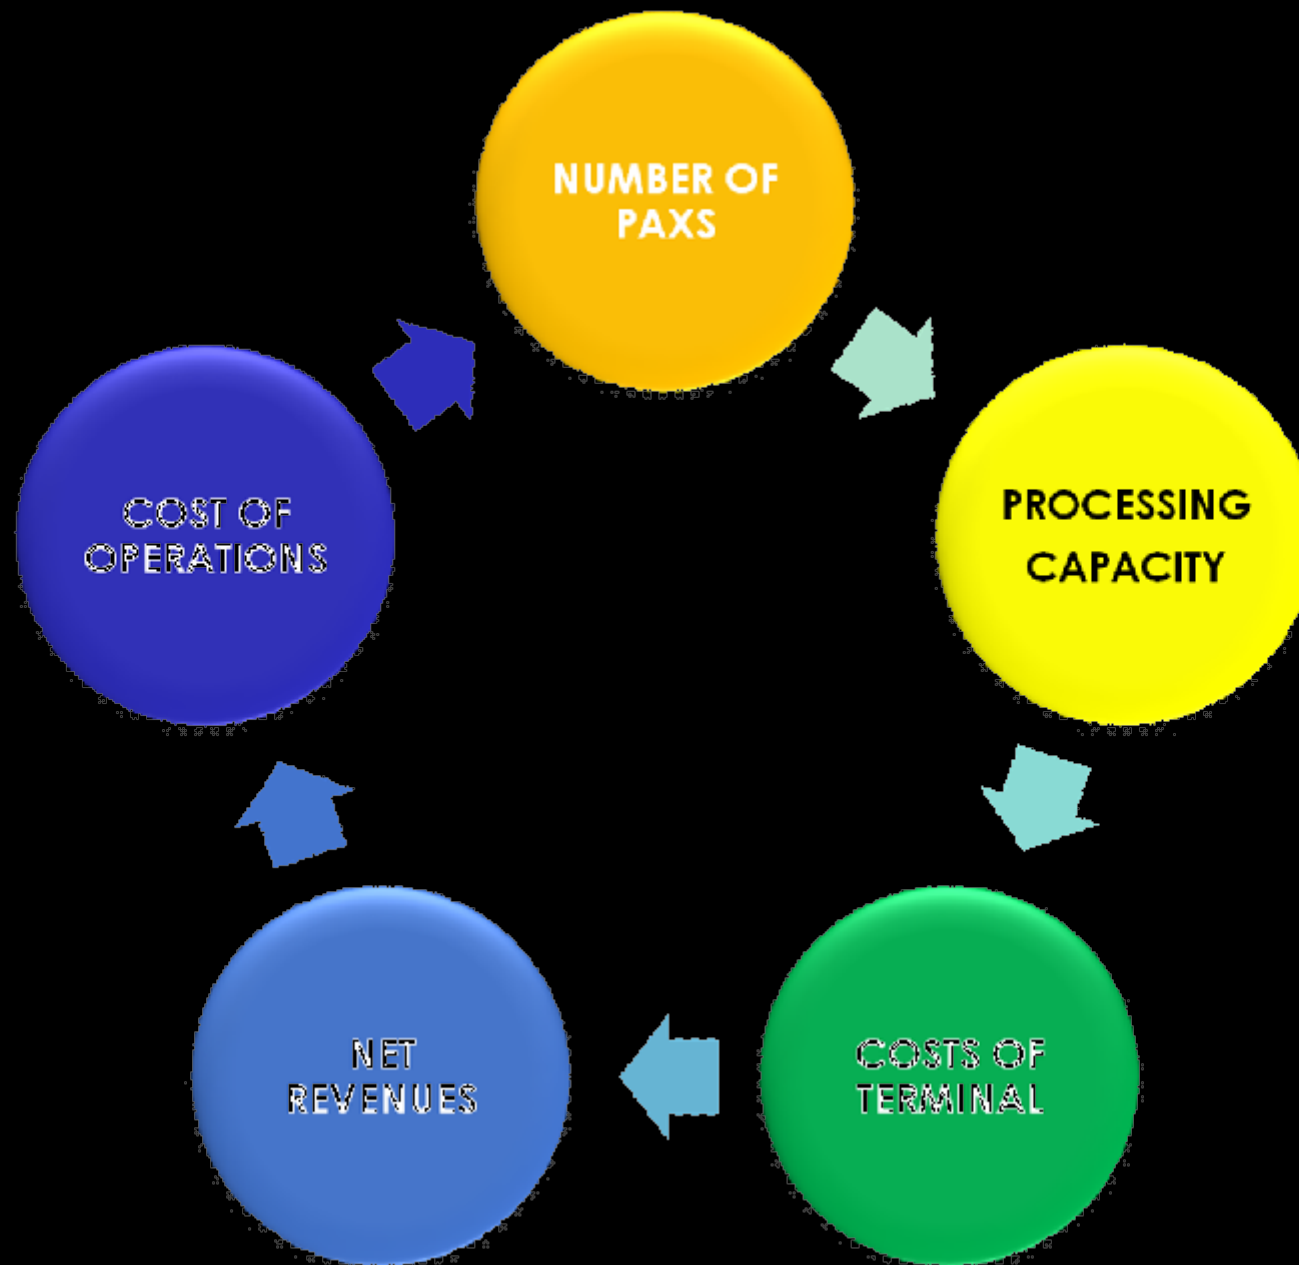 NUMBER OF
PAXS
PROCESSING
CAPACITY
COSTS OF
TERMINAL
NET
REVENUES
COST OF
OPERATIONS